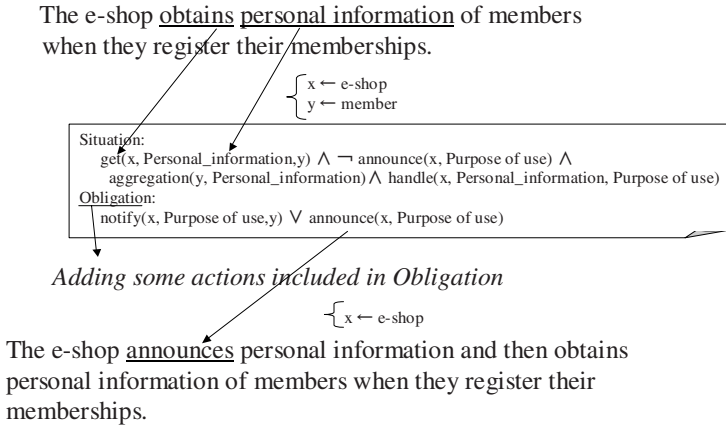 The e-shop obtains personal information of members
when they register their memberships.
x ← e-shop
y ← member
Situation:
get(x, Personal_information,y) ∧ ¬ announce(x, Purpose of use) ∧
aggregation(y, Personal_information)∧ handle(x, Personal_information, Purpose of use)
Obligation:
notify(x, Purpose of use,y) ∨ announce(x, Purpose of use)
Adding some actions included in Obligation
x ← e-shop
The e-shop announces personal information and then obtains
personal information of members when they register their
memberships.